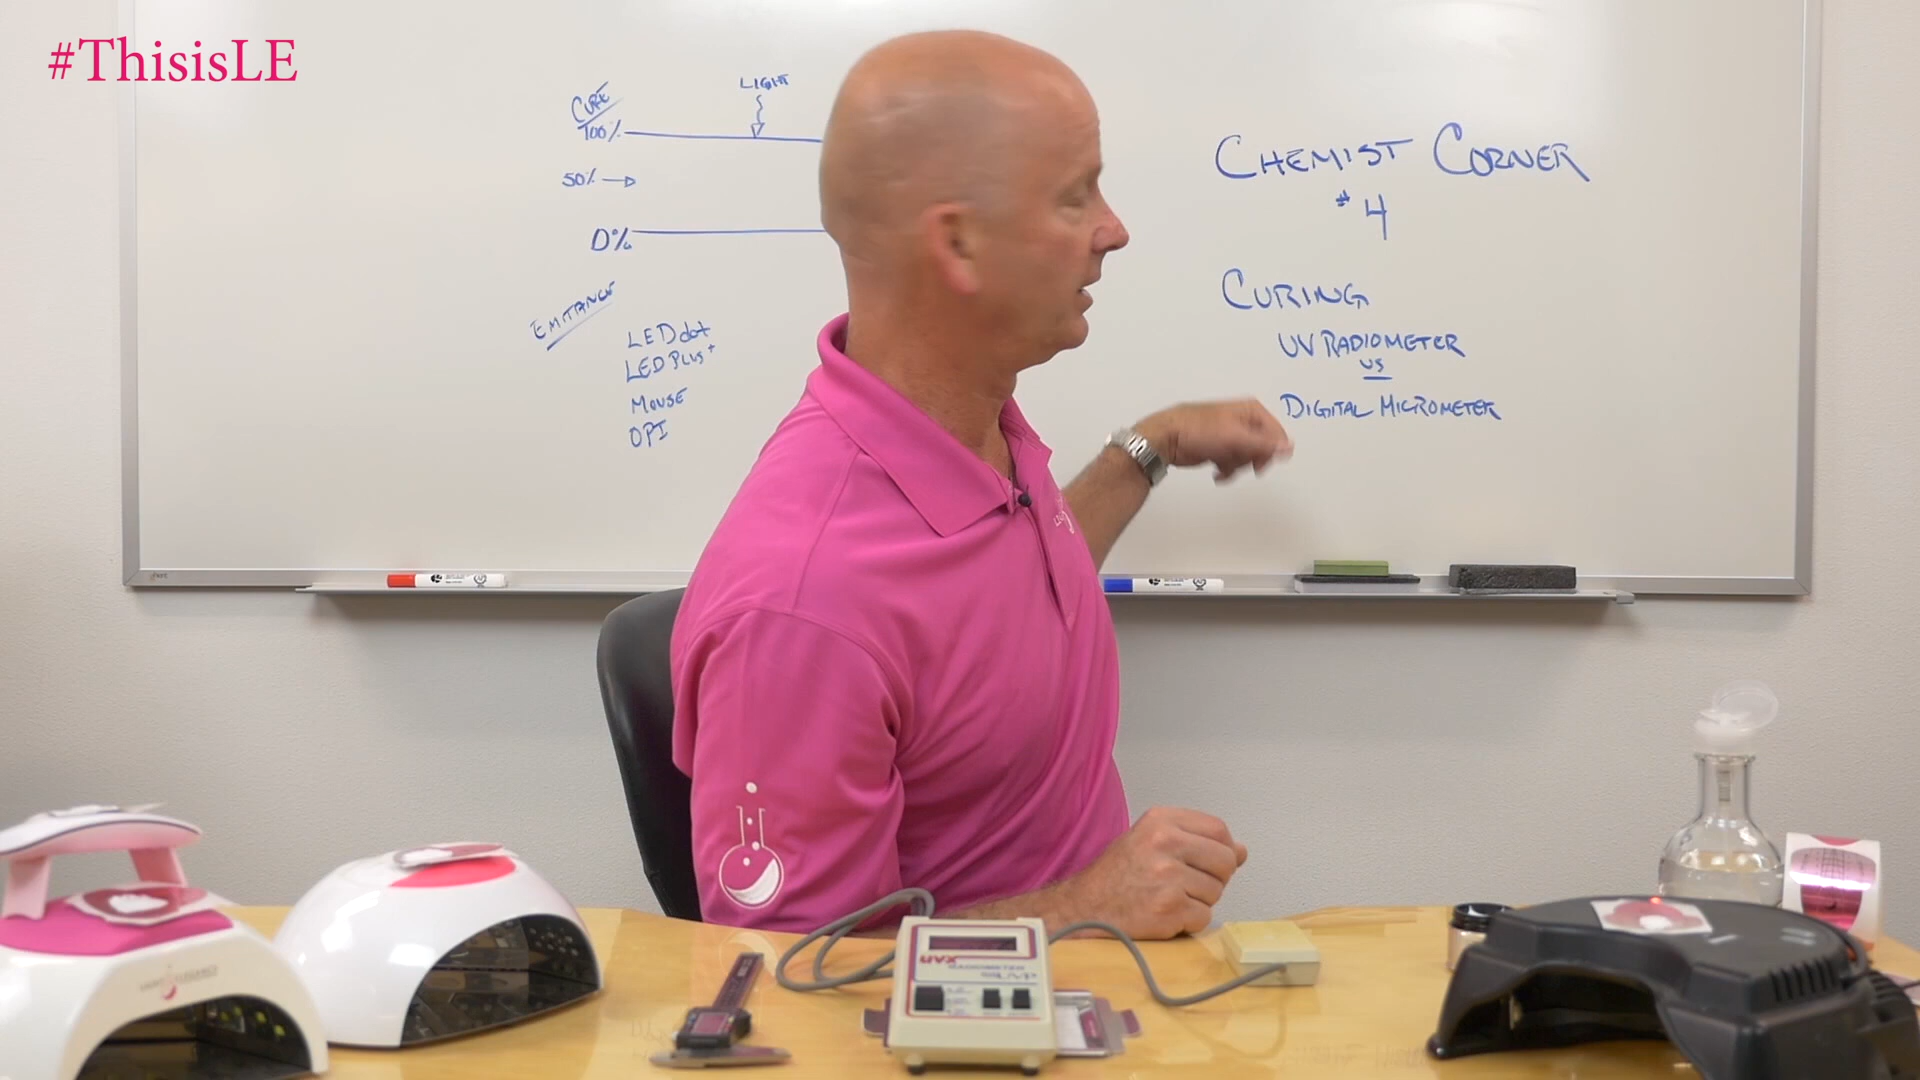 #ThisisLE
CURE
LIGHT
100%
50%
0%
EMITTANCE
LED dot
LED PLUS+
MOUSE
OPI
CHEMIST CORNER
#4
CURING
UV RADIOMETER
VS
DIGITAL MICROMETER
UVX
RADIOMETER
UVP